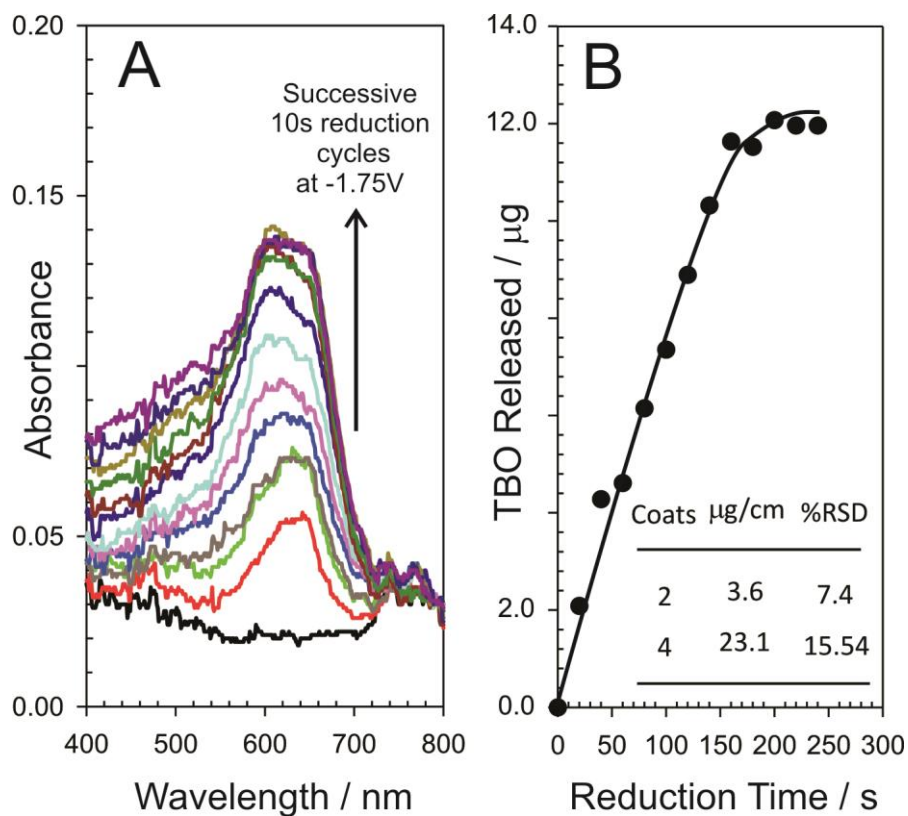 A
Successive
10s reduction
cycles
at -1.75V
0.20
0.15
0.05
0.00
Absorbance
400 500 600 700 800
Wavelength / nm
B
14.0
12.0
2.0
0.0
TBO Released / µg
Coats µg/cm %RSD
2 3.6 7.4
4 23.1 15.54
0 50 100 150 200 250 300
Reduction Time / s